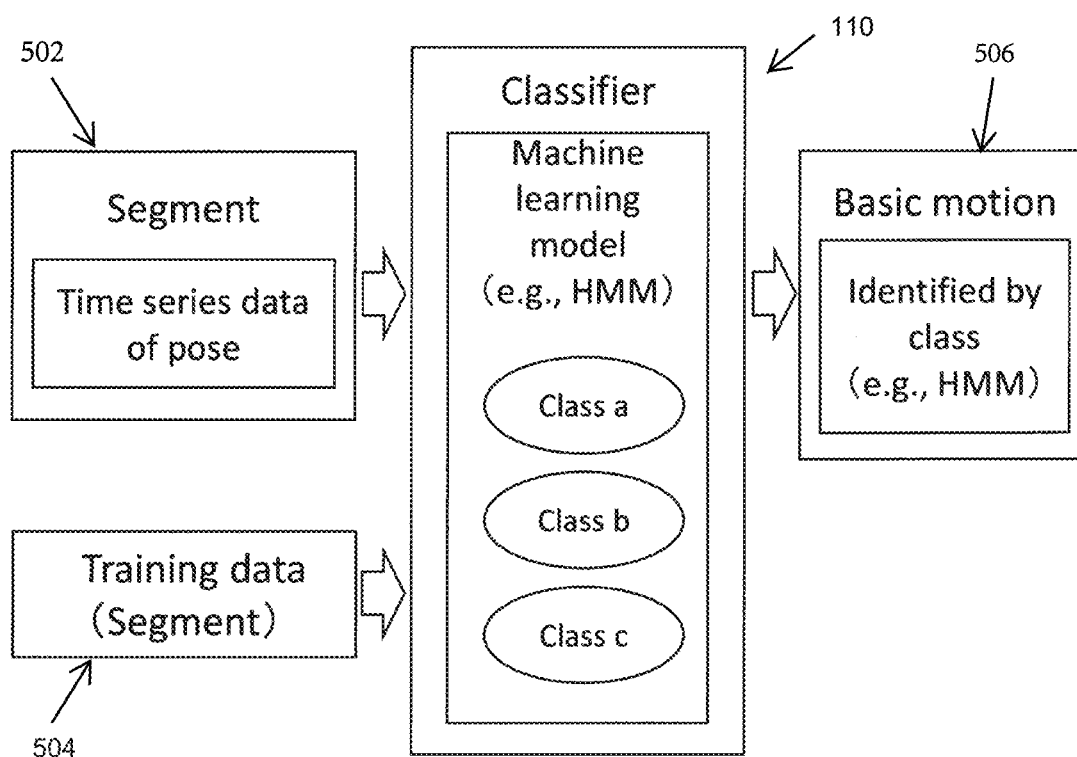 502
Segment
Time series data
of pose
Training data
(Segment)
504
110
Classifier
Machine
learning
model
(e.g., HMM)
Class a
Class b
Class c
506
Basic motion
Identified by
class
(e.g., HMM)